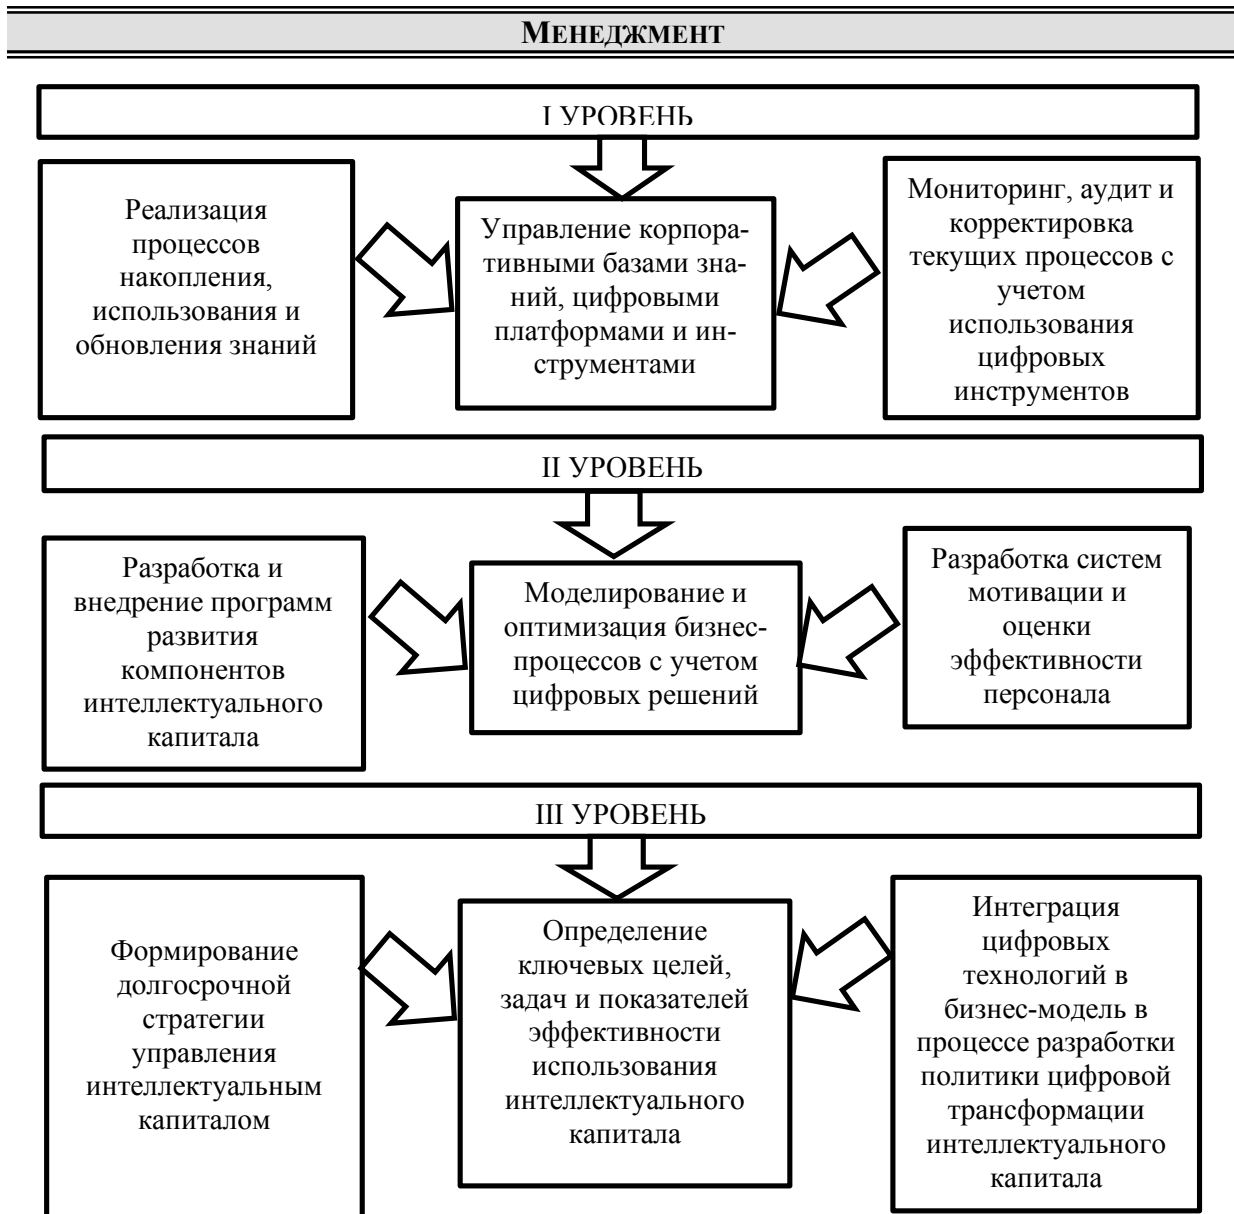 МЕНЕДЖМЕНТ
I УРОВЕНЬ
Реализация
процессов
накопления,
использования и
обновления знаний
Управление корпора-
тивными базами зна-
ний, цифровыми
платформами и ин-
струментами
Мониторинг, аудит и
корректировка
текущих процессов с
учетом
использования
цифровых
инструментов
II УРОВЕНЬ
Разработка и
внедрение программ
развития
компонентов
интеллектуального
капитала
Моделирование и
оптимизация бизнес-
процессов с учетом
цифровых решений
Разработка систем
мотивации и
оценки
эффективности
персонала
III УРОВЕНЬ
Формирование
долгосрочной
стратегии
управления
интеллектуальным
капиталом
Определение
ключевых целей,
задач и показателей
эффективности
использования
интеллектуального
капитала
Интеграция
цифровых
технологий в
бизнес-модель в
процессе разработки
политики цифровой
трансформации
интеллектуального
капитала